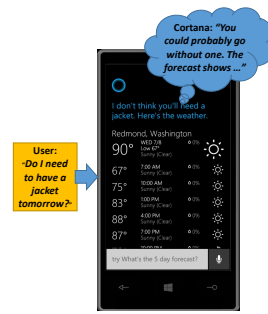 Cortana: "You
could probably go
without one. The
forecast shows ..."
I don't think you'll need a
jacket. Here's the weather.
Redmond, Washington
90° WED 7/8 0%
Low 67°
Sunny (Clear)
67° 7:00 AM 0%
Sunny (Clear)
75° 10:00 AM 0%
Sunny (Clear)
83° 1:00 PM 0%
Sunny (Clear)
88° 4:00 PM 0%
Sunny (Clear)
87° 7:00 PM 0%
Sunny (Clear)
10:00 PM 0%
try What's the 5 day forecast?
User:
"Do I need
to have a
jacket
tomorrow?"